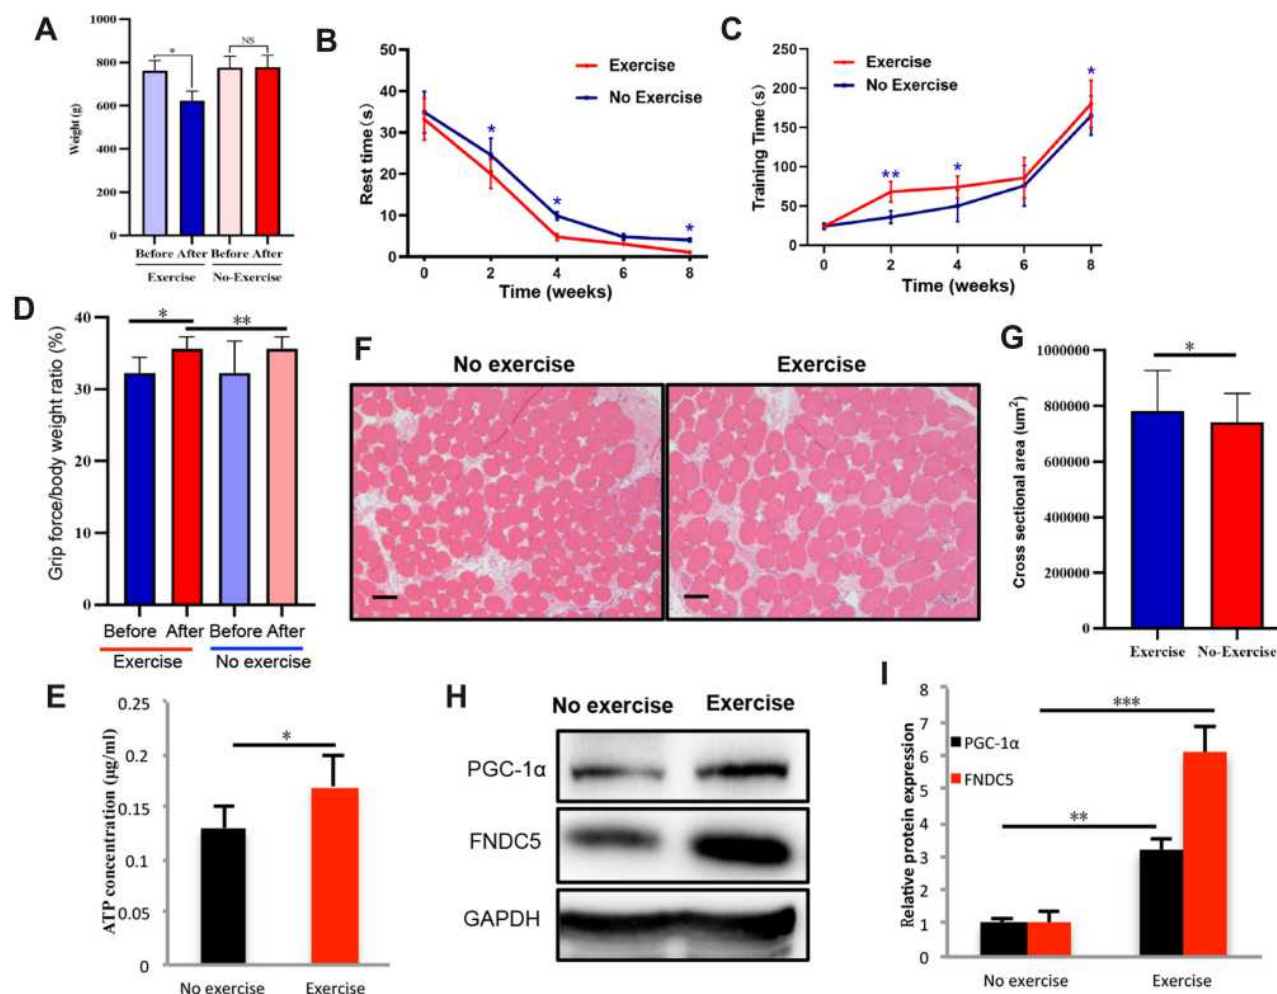 A
Weight (g)
1000
800
600
400
200
0
*
NS
Before After
Before After
Exercise
No-Exercise
B
Rest time (s)
50
40
30
20
10
0
Exercise
No Exercise
*
*
*
0 2 4 6 8
Time (weeks)
C
Training Time (s)
250
200
150
100
50
0
Exercise
No Exercise
**
*
*
0 2 4 6 8
Time (weeks)
D
Grip force/body weight ratio (%)
40
30
20
10
0
*
**
Before After
Before After
Exercise
No exercise
F
No exercise
Exercise
G
Cross sectional area (um²)
1000000
800000
600000
400000
200000
0
*
Exercise
No-Exercise
E
ATP concentration (µg/ml)
0.25
0.2
0.15
0.1
0.05
0
*
No exercise
Exercise
H
No exercise
Exercise
PGC-1α
FNDC5
GAPDH
I
Relative protein expression
8
7
6
5
4
3
2
1
0
PGC-1α
FNDC5
***
**
No exercise
Exercise